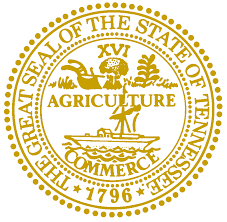 THE GREAT SEAL OF THE STATE OF TENNESSEE
XVI
AGRICULTURE
COMMERCE
1796